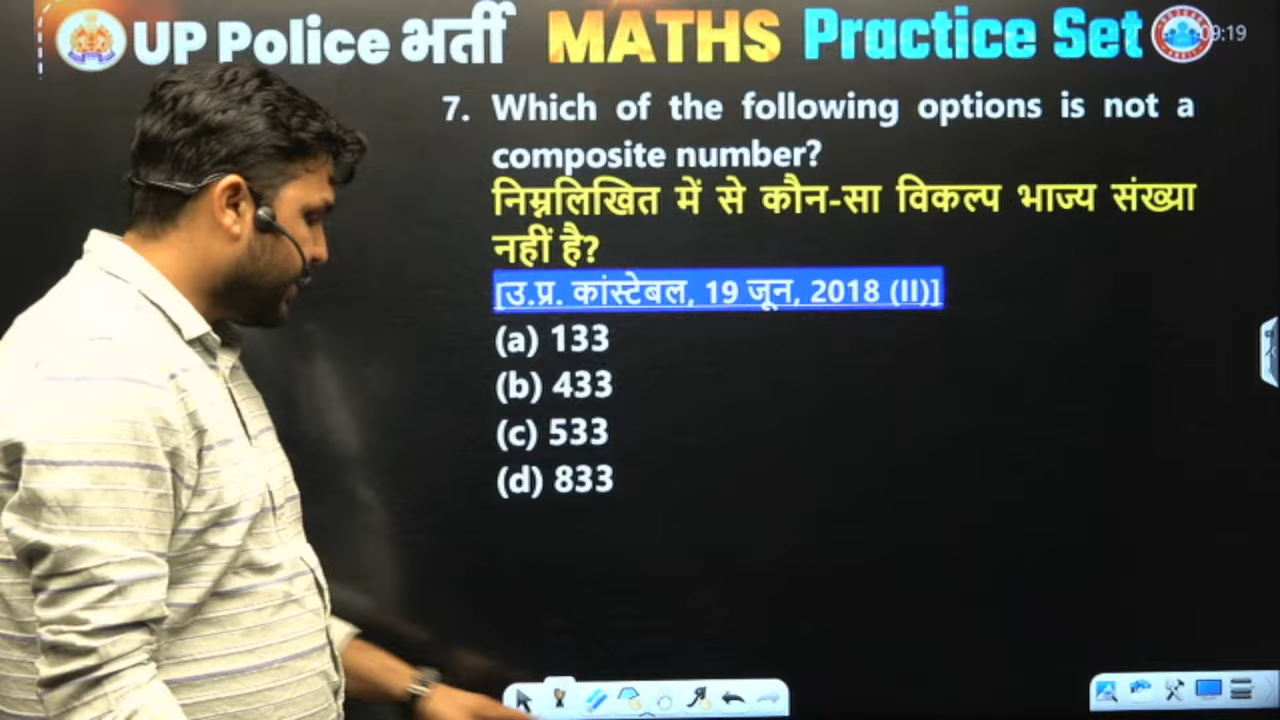 UP Police भर्ती MATHS Practice Set
09:19
7. Which of the following options is not a
composite number?
निम्नलिखित में से कौन-सा विकल्प भाज्य संख्या
नहीं है?
[उ.प्र. कांस्टेबल, 19 जून, 2018 (II)]
(a) 133
(b) 433
(c) 533
(d) 833